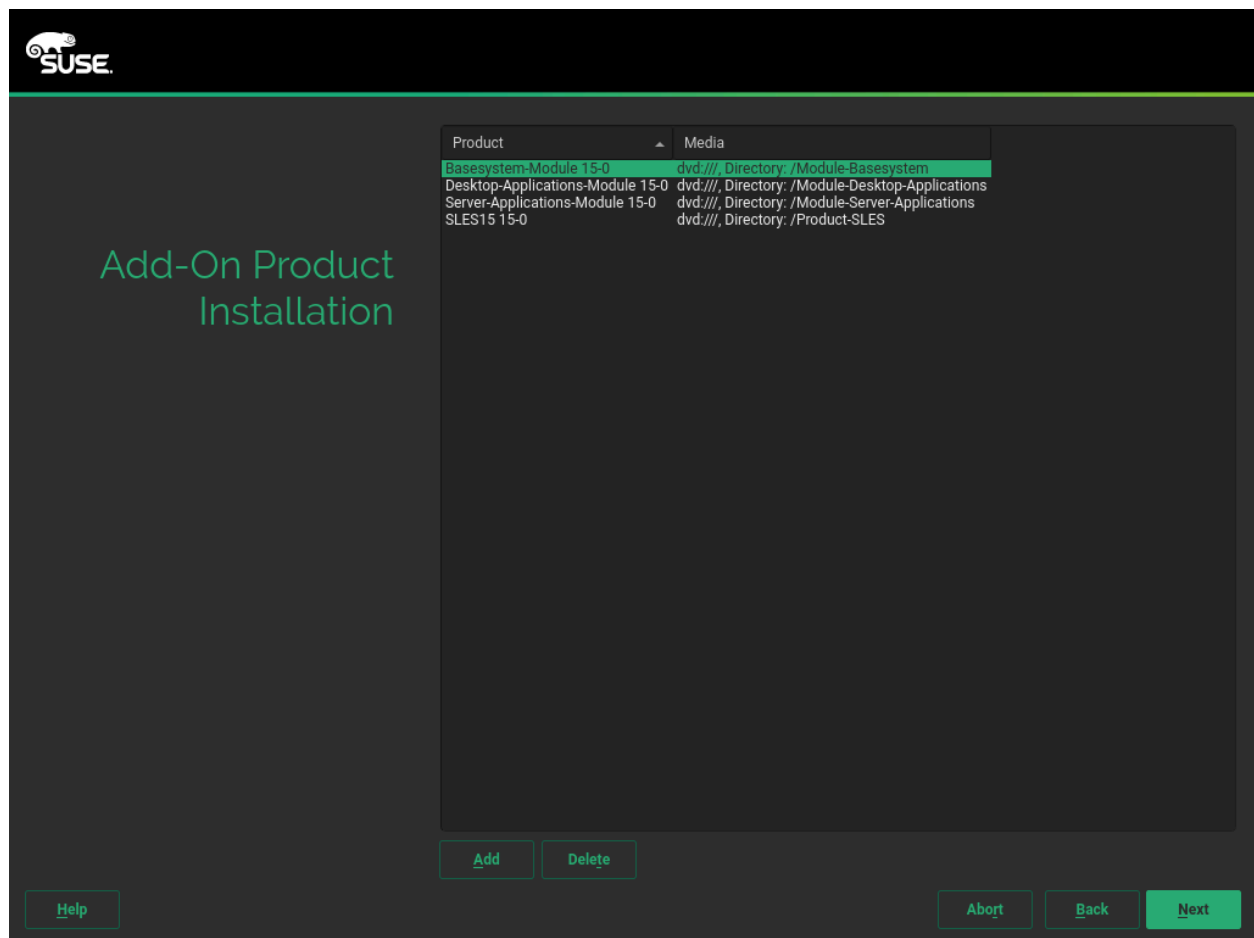 SUSE.
Product Media
Basesystem-Module 15-0 dvd:///, Directory: /Module-Basesystem
Desktop-Applications-Module 15-0 dvd:///, Directory: /Module-Desktop-Applications
Server-Applications-Module 15-0 dvd:///, Directory: /Module-Server-Applications
SLES15 15-0 dvd:///, Directory: /Product-SLES
Add-On Product
Installation
Add Delete
Help Abort Back Next